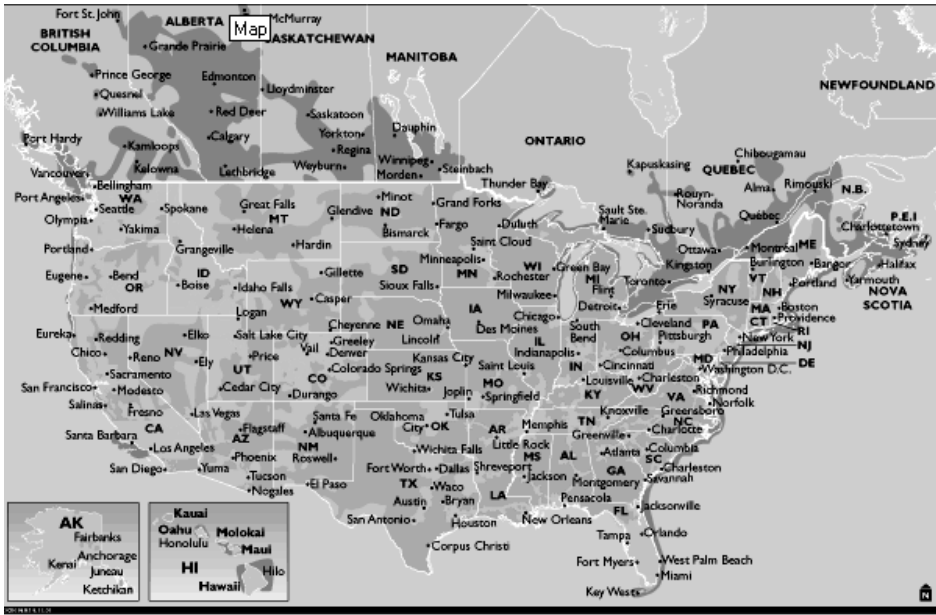 Fort St. John
ALBERTA
Map
McMurray
SASKATCHEWAN
BRITISH
COLUMBIA
Grande Prairie
MANITOBA
NEWFOUNDLAND
Prince George
Edmonton
Lloydminster
Quesnel
Williams Lake
Red Deer
Saskatoon
Yorkton
Dauphin
Port Hardy
Calgary
Regina
ONTARIO
Kamloops
Kelowna
Lethbridge
Weyburn
Winnipeg
Morden
Steinbach
Kapuskasing
QUEBEC
Chibougamau
Vancouver
Bellingham
Thunder Bay
Alma
Rimouski
N.B.
Port Angeles
WA
Seattle
Spokane
Great Falls
MT
Glendive
Minot
ND
Grand Forks
Rouyn-
Noranda
P.E.I
Charlottetown
Olympia
Yakima
Helena
Bismarck
Fargo
Duluth
Sault Ste.
Marie
Sudbury
Québec
Sydney
Portland
Grangeville
Hardin
Saint Cloud
Ottawa
Montreal
ME
Halifax
Eugene
Bend
OR
ID
Boise
Gillette
SD
Minneapolis
MN
WI
Green Bay
Kingston
Burlington
Bangor
Yarmouth
Idaho Falls
WY
Casper
Sioux Falls
Rochester
MI
Flint
Toronto
VT
NH
Portland
NOVA
SCOTIA
Medford
Logan
IA
Milwaukee
Detroit
Erie
NY
Syracuse
MA
Boston
Eureka
Redding
Elko
Salt Lake City
Cheyenne
NE
Omaha
Des Moines
Chicago
South
Bend
Cleveland
PA
CT
Providence
RI
Chico
Reno
NV
Ely
Price
Vail
Greeley
Denver
Lincoln
IL
Indianapolis
OH
Pittsburgh
New York
NJ
Sacramento
UT
Colorado Springs
Kansas City
Saint Louis
IN
Columbus
MD
Philadelphia
DE
San Francisco
Modesto
Cedar City
CO
Durango
KS
Wichita
MO
Cincinnati
Charleston
Washington D.C.
Salinas
Fresno
Las Vegas
Joplin
Springfield
Louisville
KY
WV
VA
Richmond
Norfolk
CA
Flagstaff
Santa Fe
Oklahoma
City
OK
Tulsa
Knoxville
Greensboro
Santa Barbara
Los Angeles
AZ
Albuquerque
NM
Roswell
AR
Memphis
TN
NC
Charlotte
Phoenix
Wichita Falls
Little Rock
Greenville
Atlanta
Columbia
San Diego
Yuma
Tucson
Nogales
El Paso
Fort Worth
Dallas
Shreveport
MS
Jackson
AL
Montgomery
GA
SC
Charleston
Savannah
TX
Waco
Austin
Bryan
LA
Pensacola
FL
Jacksonville
San Antonio
Houston
New Orleans
Tampa
Orlando
Corpus Christi
Fort Myers
West Palm Beach
Miami
Key West
AK
Fairbanks
Anchorage
Kenai
Juneau
Ketchikan
Kauai
Oahu
Honolulu
Molokai
Maui
HI
Hilo
Hawaii
N